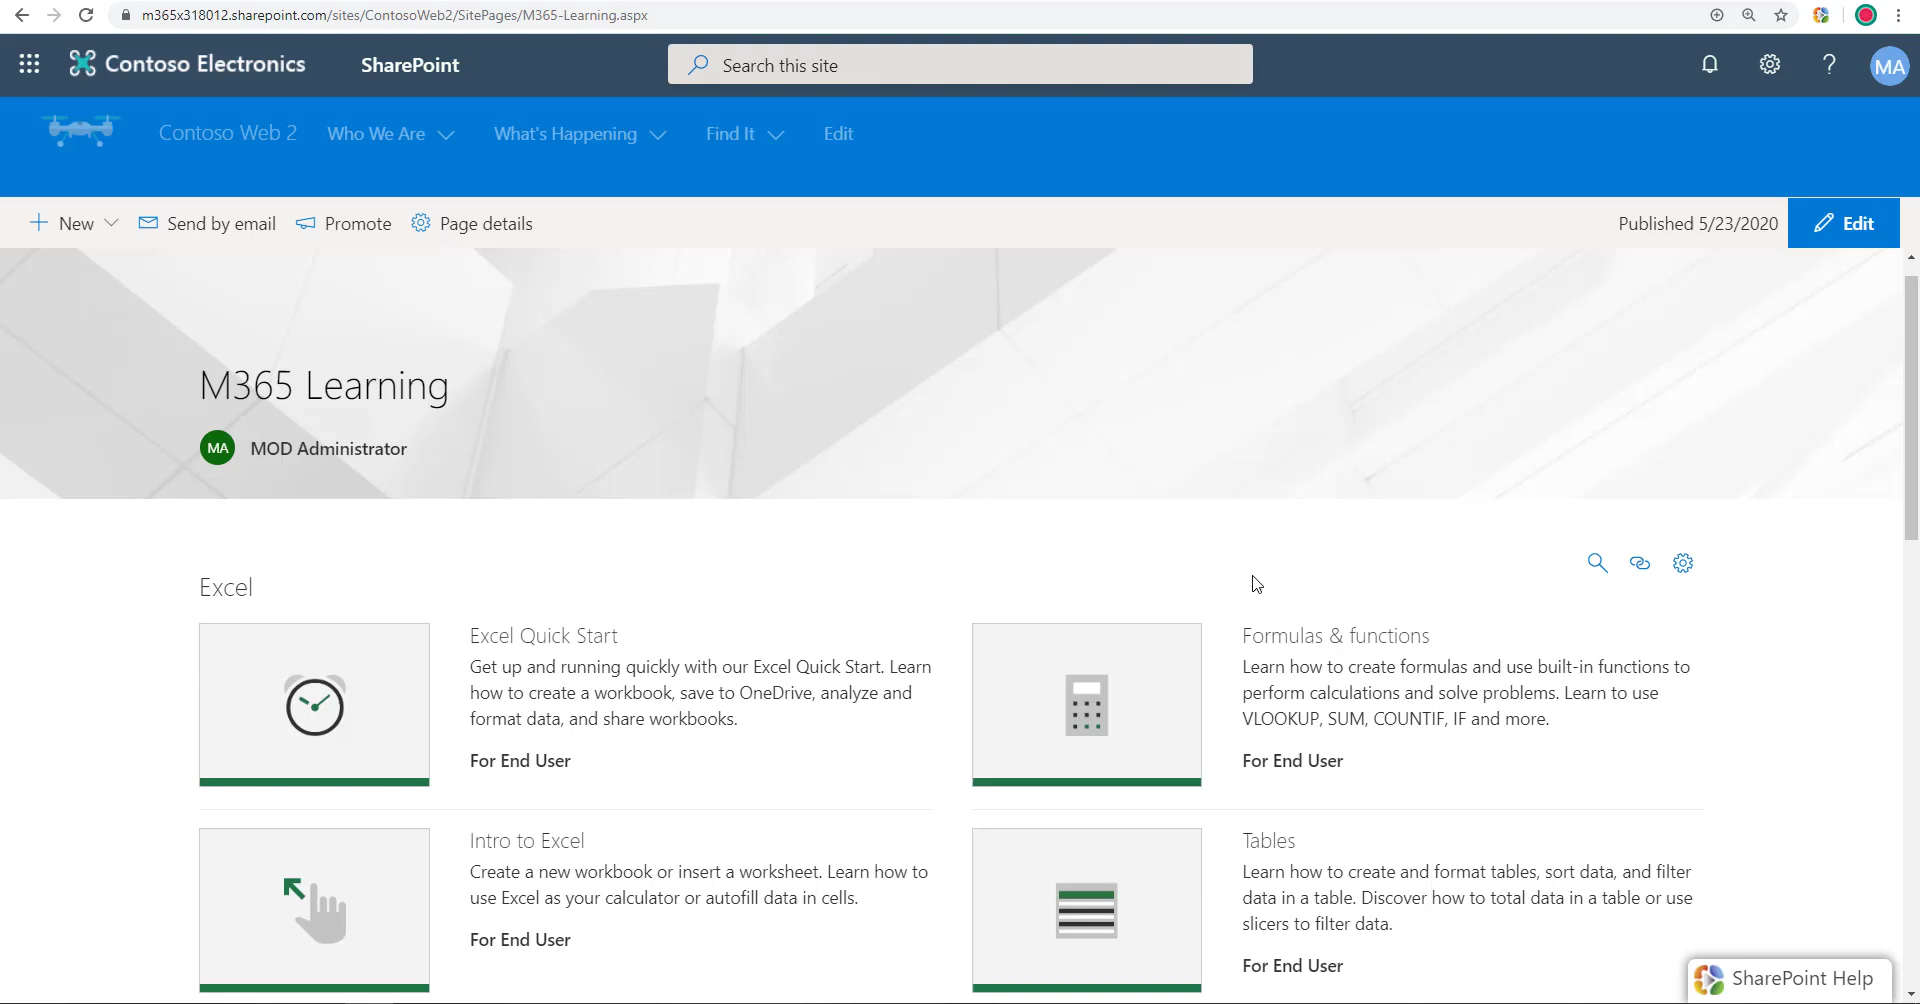 m365x318012.sharepoint.com/sites/ContosoWeb2/SitePages/M365-Learning.aspx
Contoso Electronics
SharePoint
Search this site
MA
Contoso Web 2
Who We Are
What's Happening
Find It
Edit
New
Send by email
Promote
Page details
Published 5/23/2020
Edit
M365 Learning
MA
MOD Administrator
Excel
Excel Quick Start
Get up and running quickly with our Excel Quick Start. Learn
how to create a workbook, save to OneDrive, analyze and
format data, and share workbooks.
For End User
Formulas & functions
Learn how to create formulas and use built-in functions to
perform calculations and solve problems. Learn to use
VLOOKUP, SUM, COUNTIF, IF and more.
For End User
Intro to Excel
Create a new workbook or insert a worksheet. Learn how to
use Excel as your calculator or autofill data in cells.
For End User
Tables
Learn how to create and format tables, sort data, and filter
data in a table. Discover how to total data in a table or use
slicers to filter data.
For End User
SharePoint Help